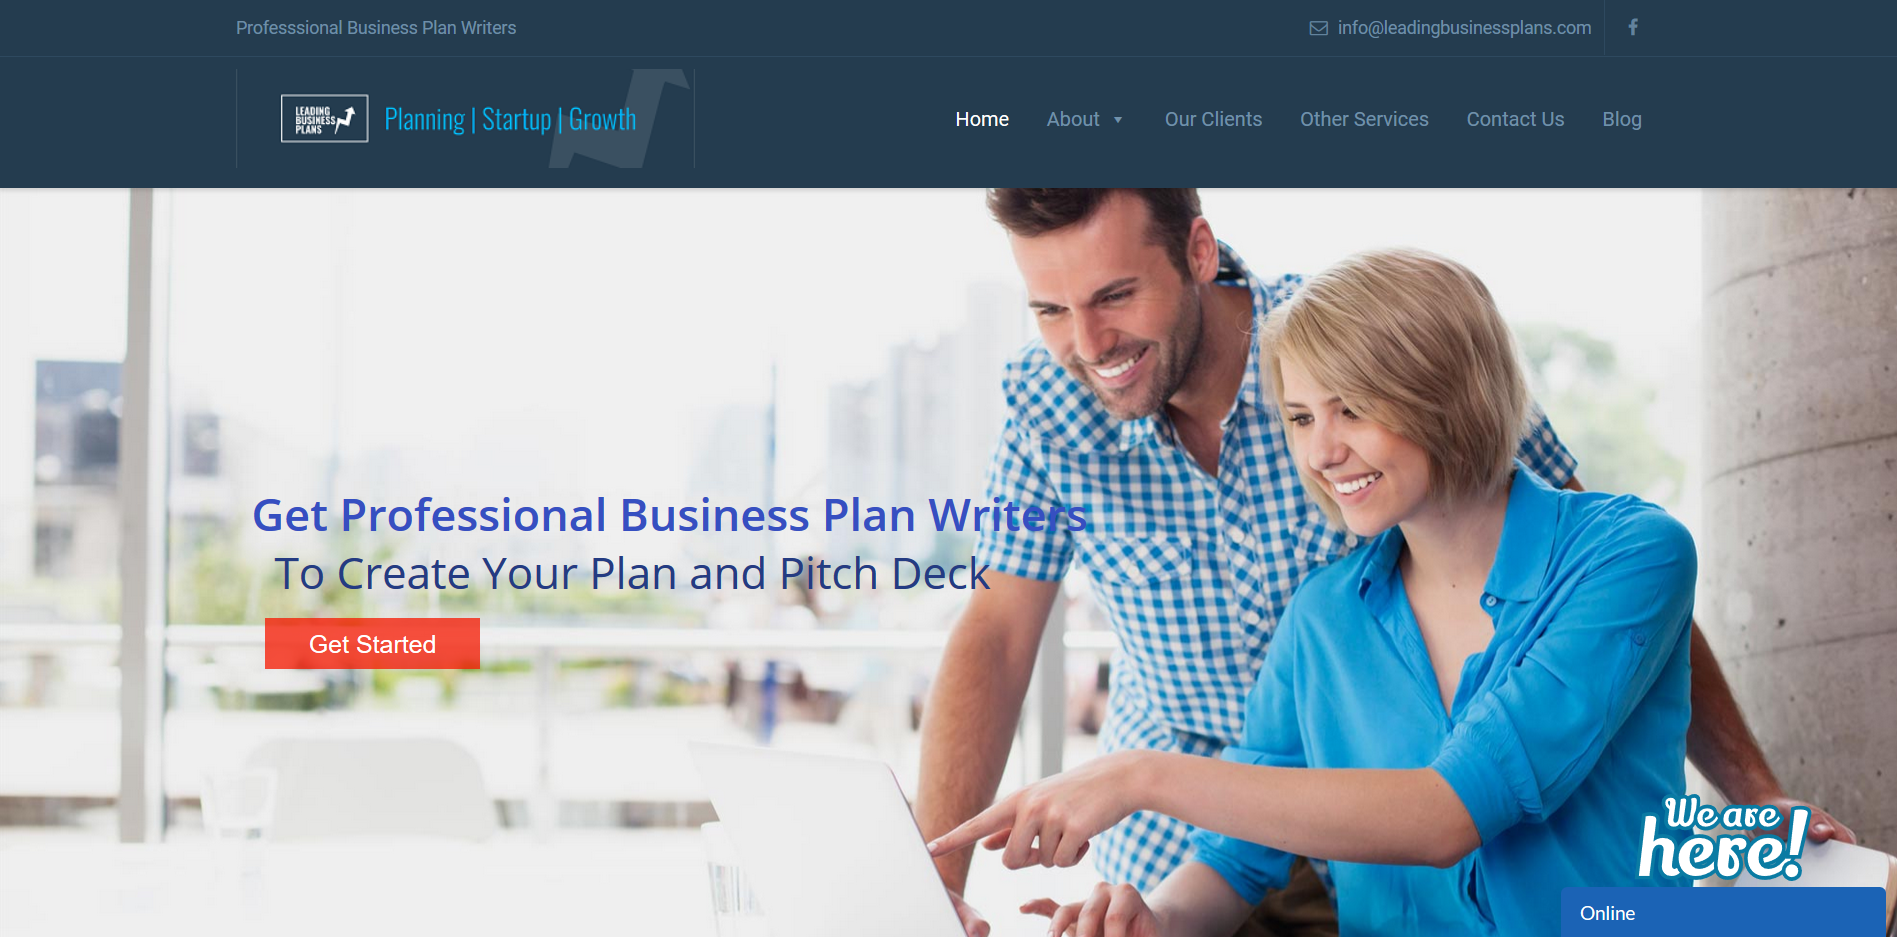 Professsional Business Plan Writers
info@leadingbusinessplans.com
LEADING
BUSINESS
PLANS
Planning | Startup | Growth
Home
About
Our Clients
Other Services
Contact Us
Blog
Get Professional Business Plan Writers
To Create Your Plan and Pitch Deck
Get Started
We are
here!
Online